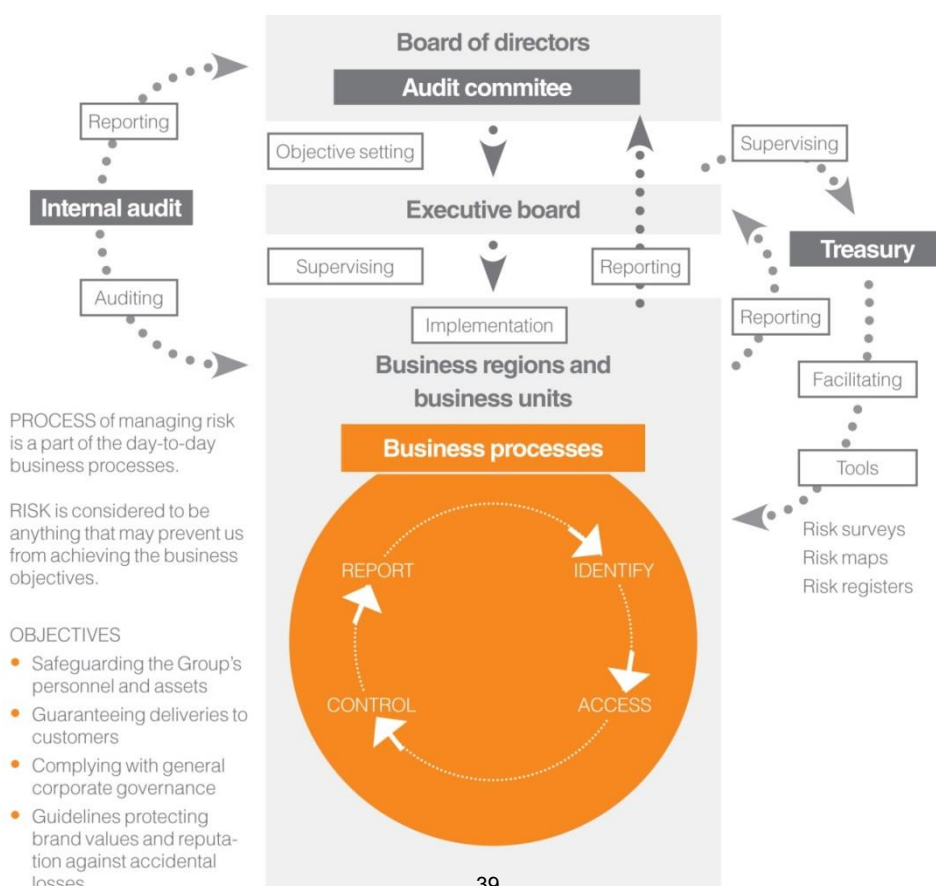 Board of directors
Audit commitee
Reporting
Objective setting
Supervising
Internal audit
Executive board
Treasury
Supervising
Reporting
Auditing
Reporting
Implementation
Business regions and
business units
Facilitating
Business processes
Tools
Risk surveys
Risk maps
Risk registers
PROCESS of managing risk
is a part of the day-to-day
business processes.
RISK is considered to be
anything that may prevent us
from achieving the business
objectives.
OBJECTIVES
• Safeguarding the Group's
personnel and assets
• Guaranteeing deliveries to
customers
• Complying with general
corporate governance
• Guidelines protecting
brand values and reputa-
tion against accidental
losses
REPORT
IDENTIFY
CONTROL
ACCESS
39